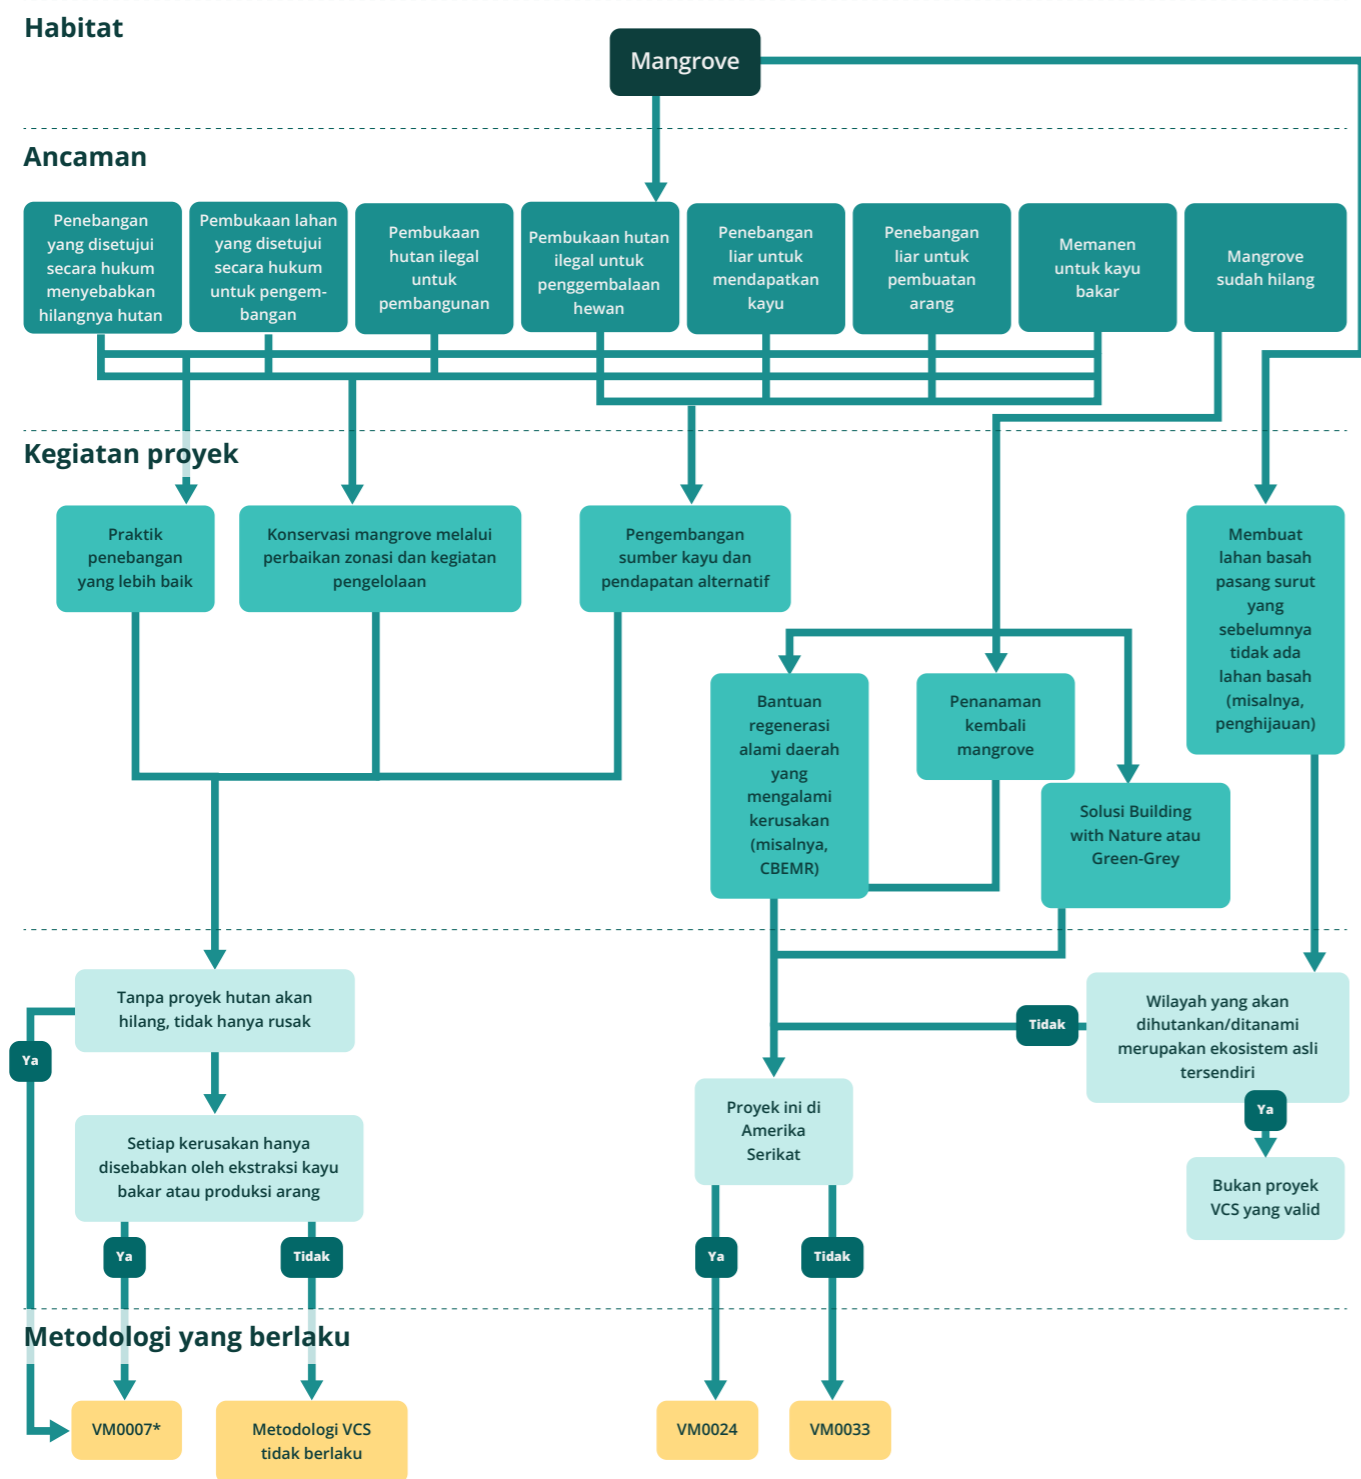 Habitat
Mangrove
Ancaman
Penebangan
yang disetujui
secara hukum
menyebabkan
hilangnya hutan
Pembukaan lahan
yang disetujui
secara hukum
untuk pengem-
bangan
Pembukaan
hutan ilegal
untuk
pembangunan
Pembukaan hutan
ilegal untuk
penggembalaan
hewan
Penebangan
liar untuk
mendapatkan
kayu
Penebangan
liar untuk
pembuatan
arang
Memanen
untuk kayu
bakar
Mangrove
sudah hilang
Kegiatan proyek
Praktik
penebangan
yang lebih baik
Konservasi mangrove melalui
perbaikan zonasi dan kegiatan
pengelolaan
Pengembangan
sumber kayu dan
pendapatan alternatif
Membuat
lahan basah
pasang surut
yang
sebelumnya
tidak ada
lahan basah
(misalnya,
penghijauan)
Bantuan
regenerasi
alami daerah
yang
mengalami
kerusakan
(misalnya,
CBEMR)
Penanaman
kembali
mangrove
Solusi Building
with Nature atau
Green-Grey
Tanpa proyek hutan akan
hilang, tidak hanya rusak
Ya
Setiap kerusakan hanya
disebabkan oleh ekstraksi kayu
bakar atau produksi arang
Ya
Tidak
Wilayah yang akan
dihutankan/ditanami
merupakan ekosistem asli
tersendiri
Tidak
Ya
Bukan proyek
VCS yang valid
Proyek ini di
Amerika
Serikat
Ya
Tidak
Metodologi yang berlaku
VM0007*
Metodologi VCS
tidak berlaku
VM0024
VM0033